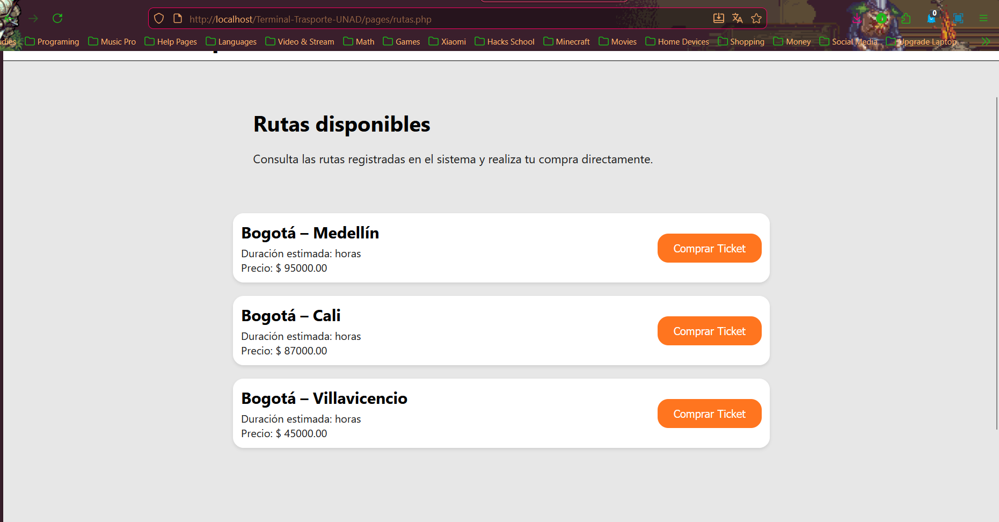 http://localhost/Terminal-Trasporte-UNAD/pages/rutas.php
0
Programing Music Pro Help Pages Languages Video & Stream Math Games Xiaomi Hacks School Minecraft Movies Home Devices Shopping Money Social Media Upgrade Laptop
Rutas disponibles
Consulta las rutas registradas en el sistema y realiza tu compra directamente.
Bogotá – Medellín
Duración estimada: horas
Precio: $ 95000.00
Comprar Ticket
Bogotá – Cali
Duración estimada: horas
Precio: $ 87000.00
Comprar Ticket
Bogotá – Villavicencio
Duración estimada: horas
Precio: $ 45000.00
Comprar Ticket